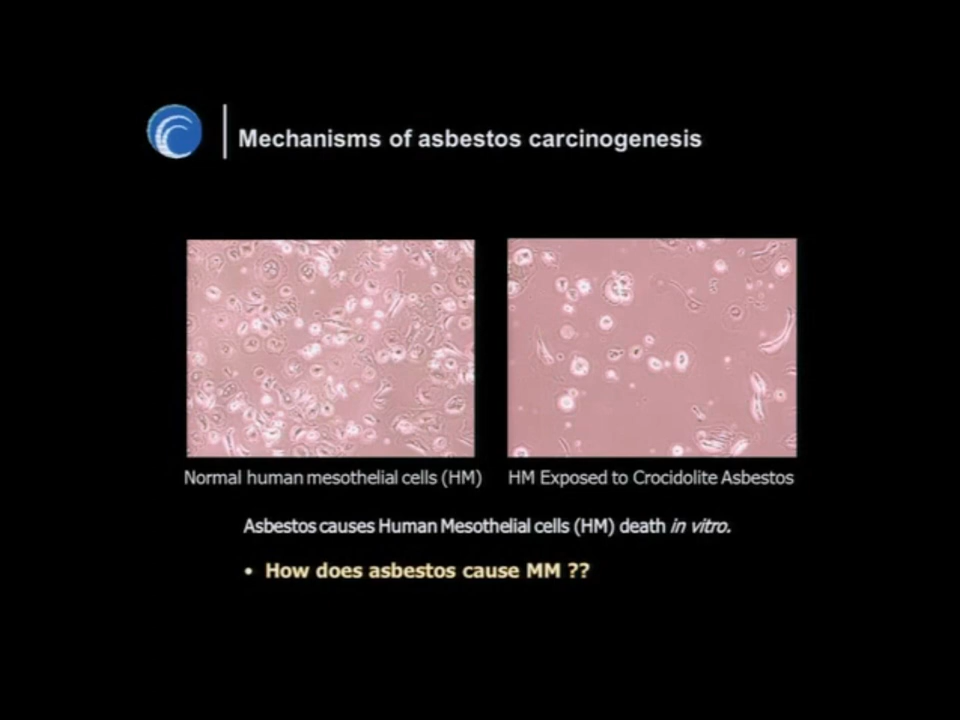 Mechanisms of asbestos carcinogenesis
Normal human mesothelial cells (HM)
HM Exposed to Crocidolite Asbestos
Asbestos causes Human Mesothelial cells (HM) death in vitro.
• How does asbestos cause MM ??